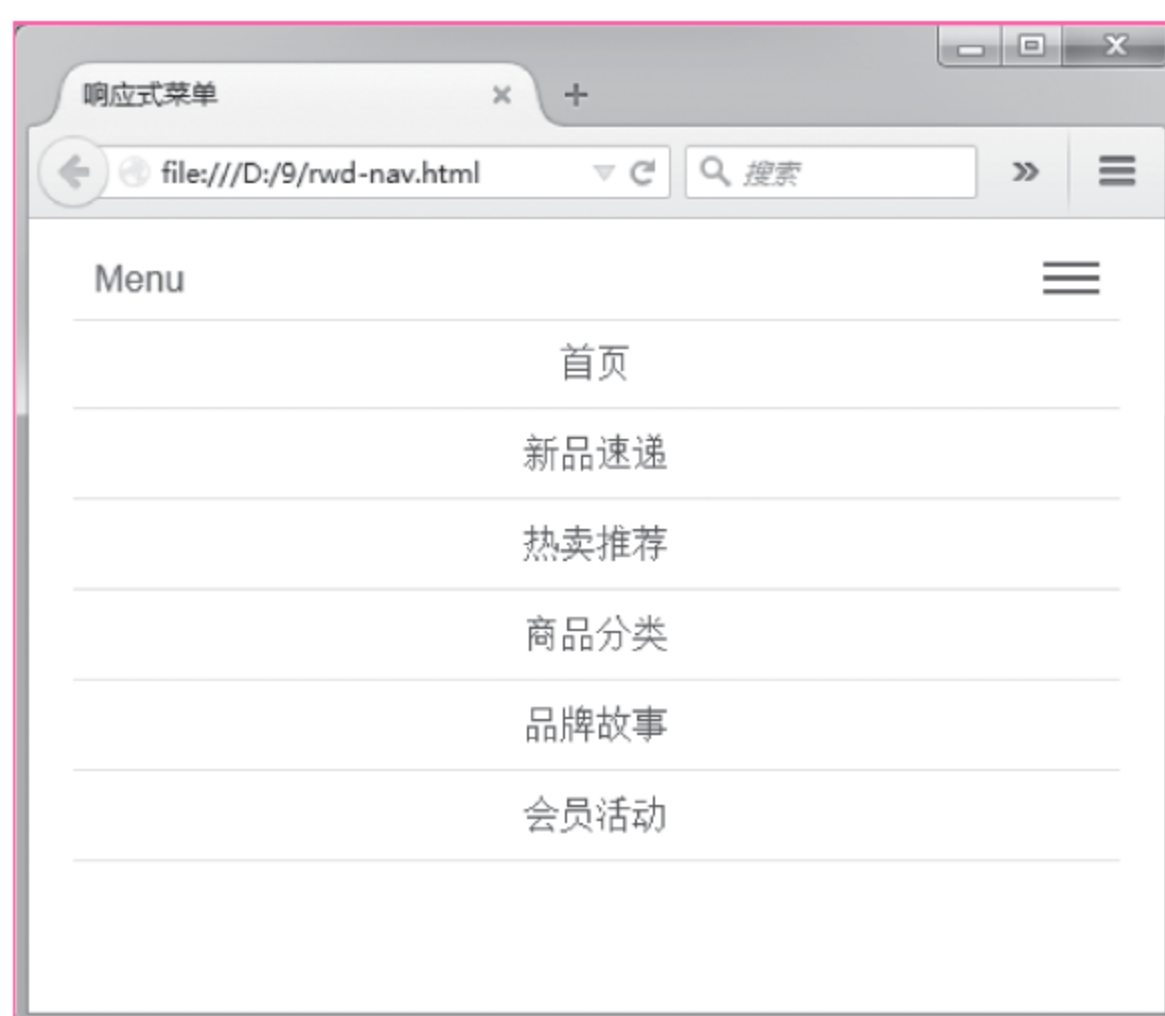 响应式菜单
file:///D:/9/rwd-nav.html 搜索
Menu
首页
新品速递
热卖推荐
商品分类
品牌故事
会员活动